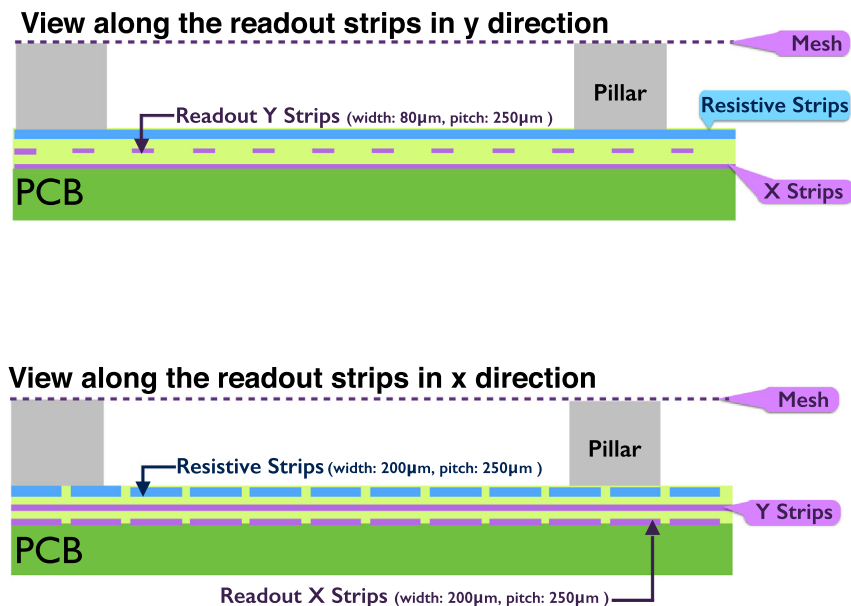 View along the readout strips in y direction
Mesh
Pillar
Resistive Strips
Readout Y Strips (width: 80µm, pitch: 250µm )
PCB
X Strips
View along the readout strips in x direction
Mesh
Pillar
Resistive Strips (width: 200µm, pitch: 250µm )
Y Strips
PCB
Readout X Strips (width: 200µm, pitch: 250µm )